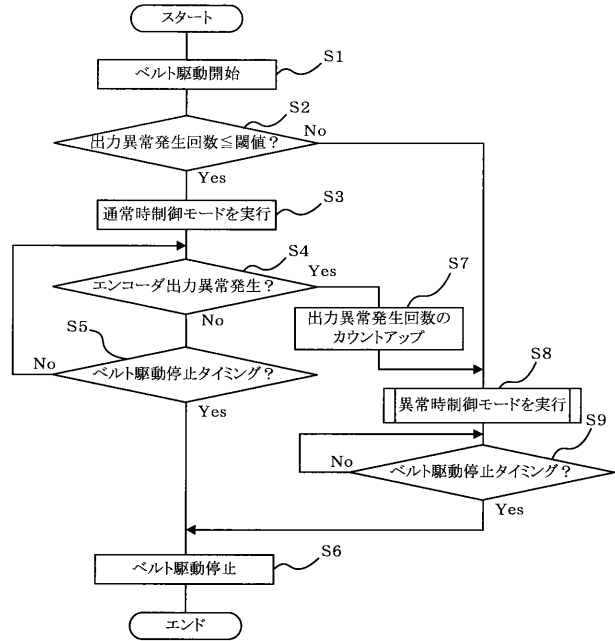 スタート
ベルト駆動開始
S1
出力異常発生回数≦閾値？
S2
No
Yes
通常時制御モードを実行
S3
エンコーダ出力異常発生？
S4
Yes
No
出力異常発生回数の
カウントアップ
S7
ベルト駆動停止タイミング？
S5
No
Yes
異常時制御モードを実行
S8
ベルト駆動停止タイミング？
S9
No
Yes
ベルト駆動停止
S6
エンド